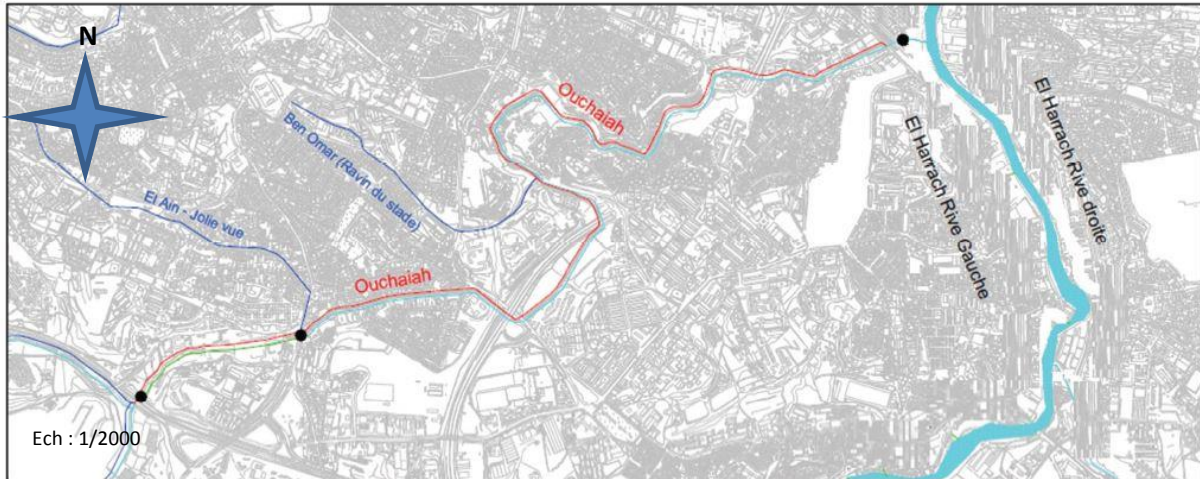 N
Ouchaiah
El Harrach Rive droite
El Harrach Rive Gauche
Ben Omar (Ravin du stade)
El Ain - Jolie vue
Ouchaiah
Ech : 1/2000